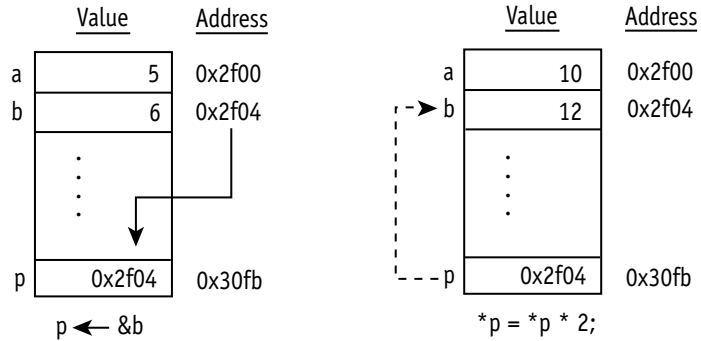 Value Address
a 5 0x2f00
b 6 0x2f04
p 0x2f04 0x30fb
p &b
Value Address
a 10 0x2f00
b 12 0x2f04
p 0x2f04 0x30fb
*p = *p * 2;